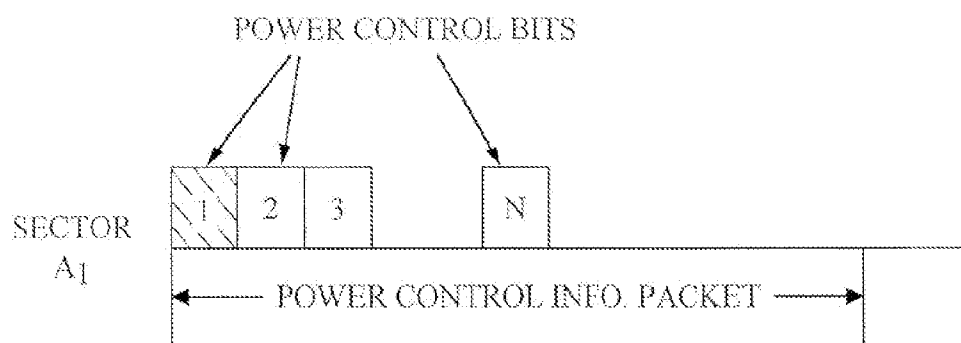 POWER CONTROL BITS
1 2 3 N
SECTOR
A1
POWER CONTROL INFO. PACKET